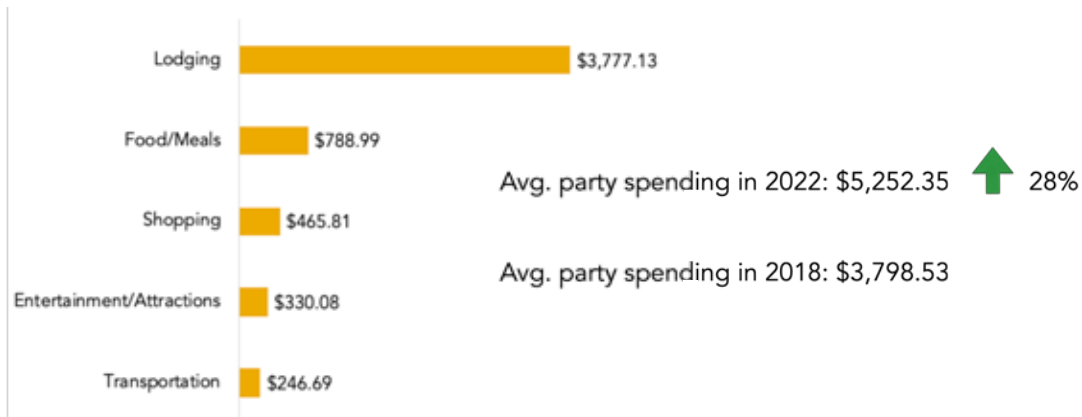 Lodging $3,777.13
Food/Meals $788.99
Avg. party spending in 2022: $5,252.35 28%
Shopping $465.81
Avg. party spending in 2018: $3,798.53
Entertainment/Attractions $330.08
Transportation $246.69